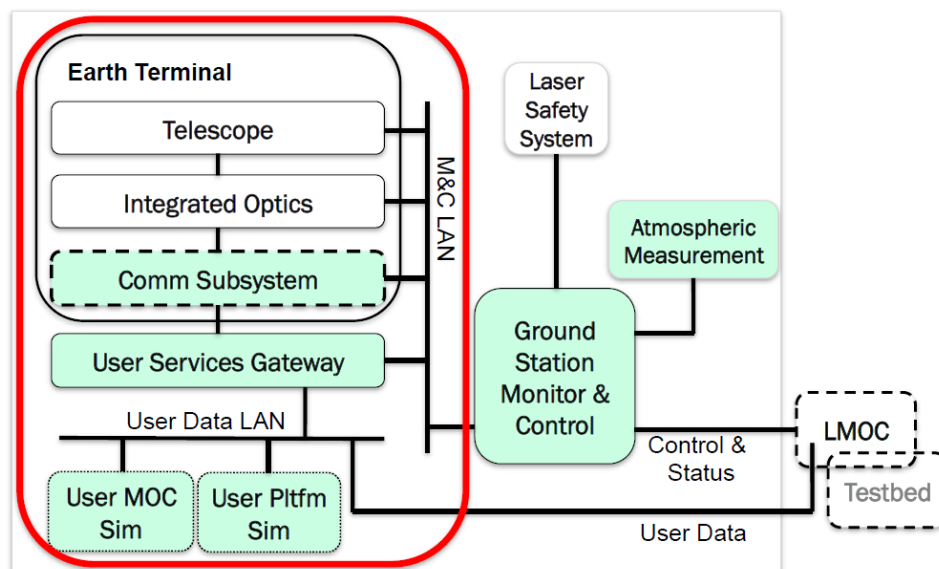 Earth Terminal
Telescope
Integrated Optics
Comm Subsystem
User Services Gateway
User Data LAN
User MOC
Sim
User Pltfm
Sim
M&C LAN
Laser
Safety
System
Atmospheric
Measurement
Ground
Station
Monitor &
Control
Control &
Status
User Data
LMOC
Testbed